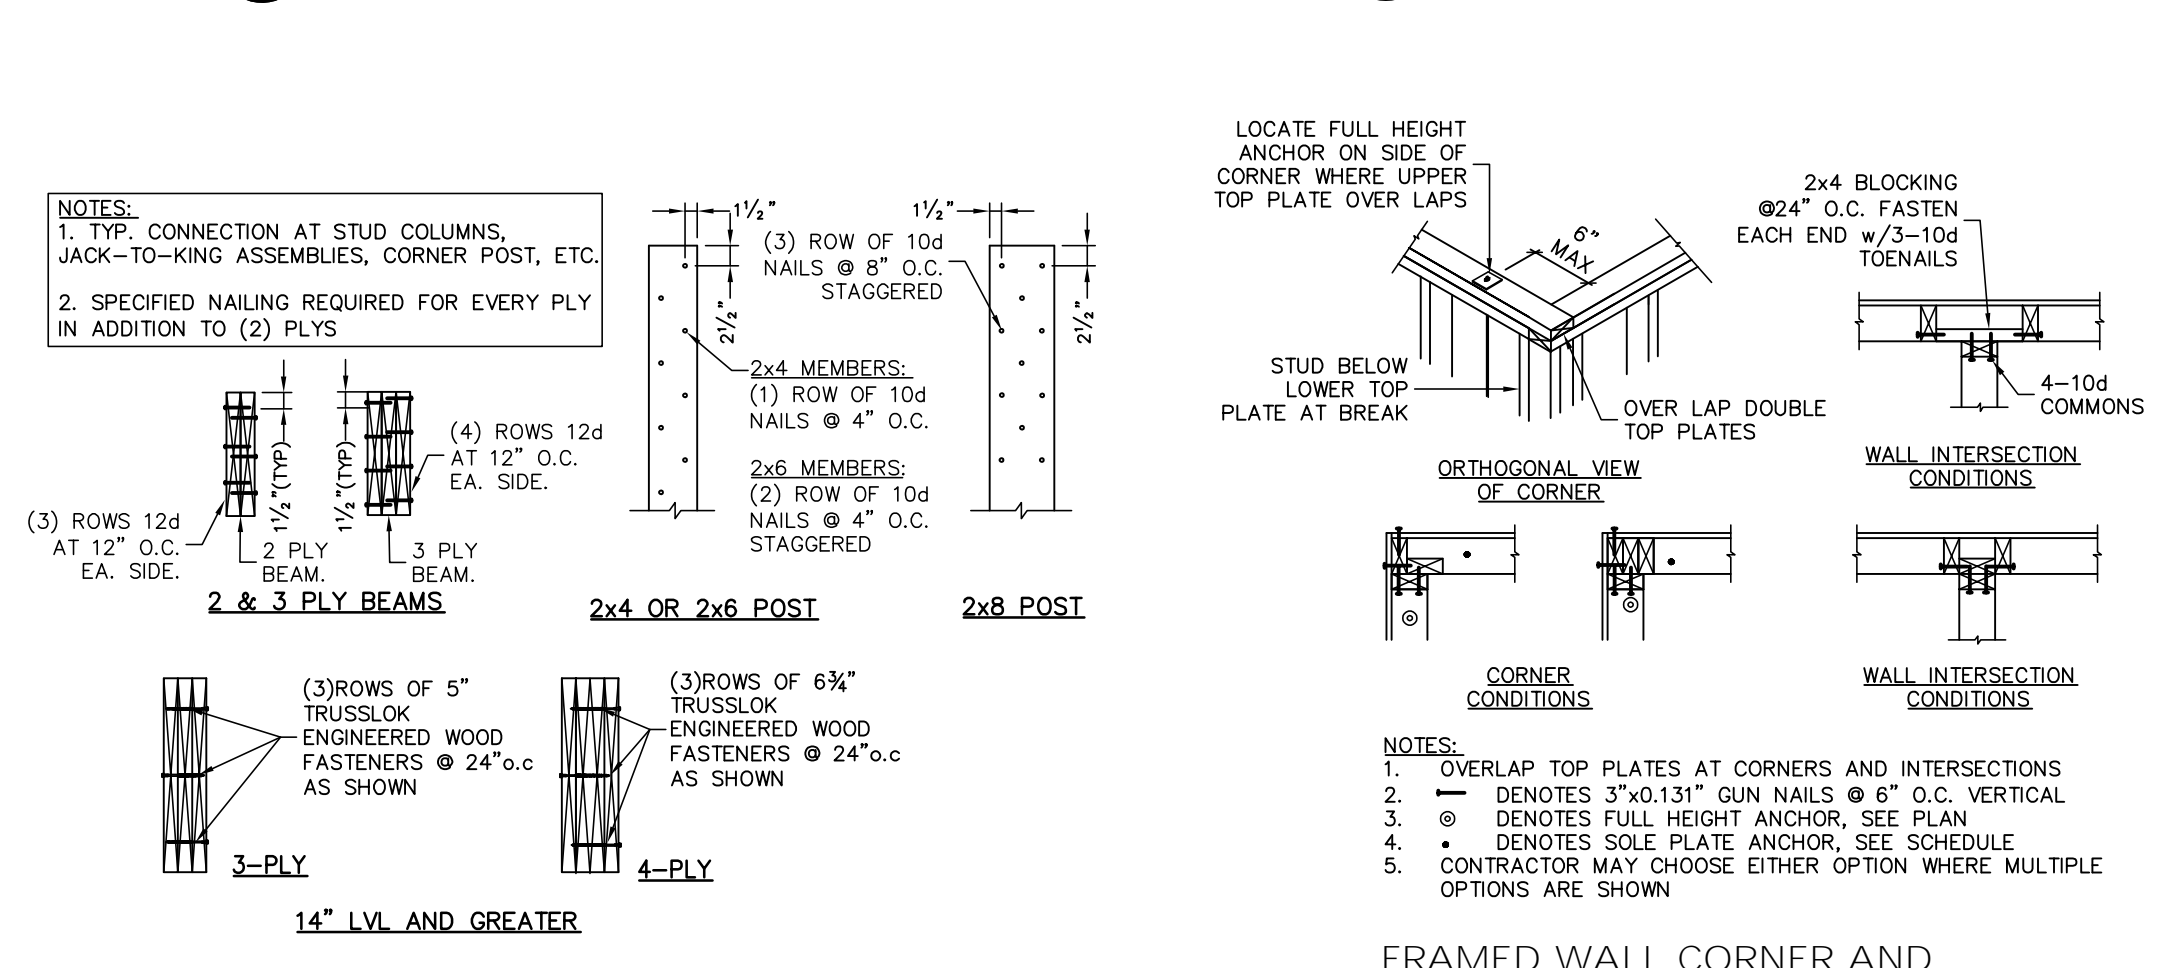 NOTES:
1. TYP. CONNECTION AT STUD COLUMNS,
JACK-TO-KING ASSEMBLIES, CORNER POST, ETC.
2. SPECIFIED NAILING REQUIRED FOR EVERY PLY
IN ADDITION TO (2) PLYS
1½"(TYP)
1½"(TYP)
(4) ROWS 12d
AT 12" O.C.
EA. SIDE.
(3) ROWS 12d
AT 12" O.C.
EA. SIDE.
2 PLY
BEAM.
3 PLY
BEAM.
2 & 3 PLY BEAMS
1½"
2½"
2x4 MEMBERS:
(1) ROW OF 10d
NAILS @ 4" O.C.
2x6 MEMBERS:
(2) ROW OF 10d
NAILS @ 4" O.C.
STAGGERED
2x4 OR 2x6 POST
1½"
(3) ROW OF 10d
NAILS @ 8" O.C.
STAGGERED
2½"
2x8 POST
(3)ROWS OF 5"
TRUSSLOK
ENGINEERED WOOD
FASTENERS @ 24"o.c
AS SHOWN
3-PLY
(3)ROWS OF 6¾"
TRUSSLOK
ENGINEERED WOOD
FASTENERS @ 24"o.c
AS SHOWN
4-PLY
14" LVL AND GREATER
LOCATE FULL HEIGHT
ANCHOR ON SIDE OF
CORNER WHERE UPPER
TOP PLATE OVER LAPS
6"
MAX
STUD BELOW
LOWER TOP
PLATE AT BREAK
OVER LAP DOUBLE
TOP PLATES
ORTHOGONAL VIEW
OF CORNER
2x4 BLOCKING
@24" O.C. FASTEN
EACH END w/3-10d
TOENAILS
4-10d
COMMONS
WALL INTERSECTION
CONDITIONS
CORNER
CONDITIONS
WALL INTERSECTION
CONDITIONS
NOTES:
1. OVERLAP TOP PLATES AT CORNERS AND INTERSECTIONS
2. DENOTES 3"x0.131" GUN NAILS @ 6" O.C. VERTICAL
3. DENOTES FULL HEIGHT ANCHOR, SEE PLAN
4. DENOTES SOLE PLATE ANCHOR, SEE SCHEDULE
5. CONTRACTOR MAY CHOOSE EITHER OPTION WHERE MULTIPLE
OPTIONS ARE SHOWN
FRAMED WALL CORNER AND